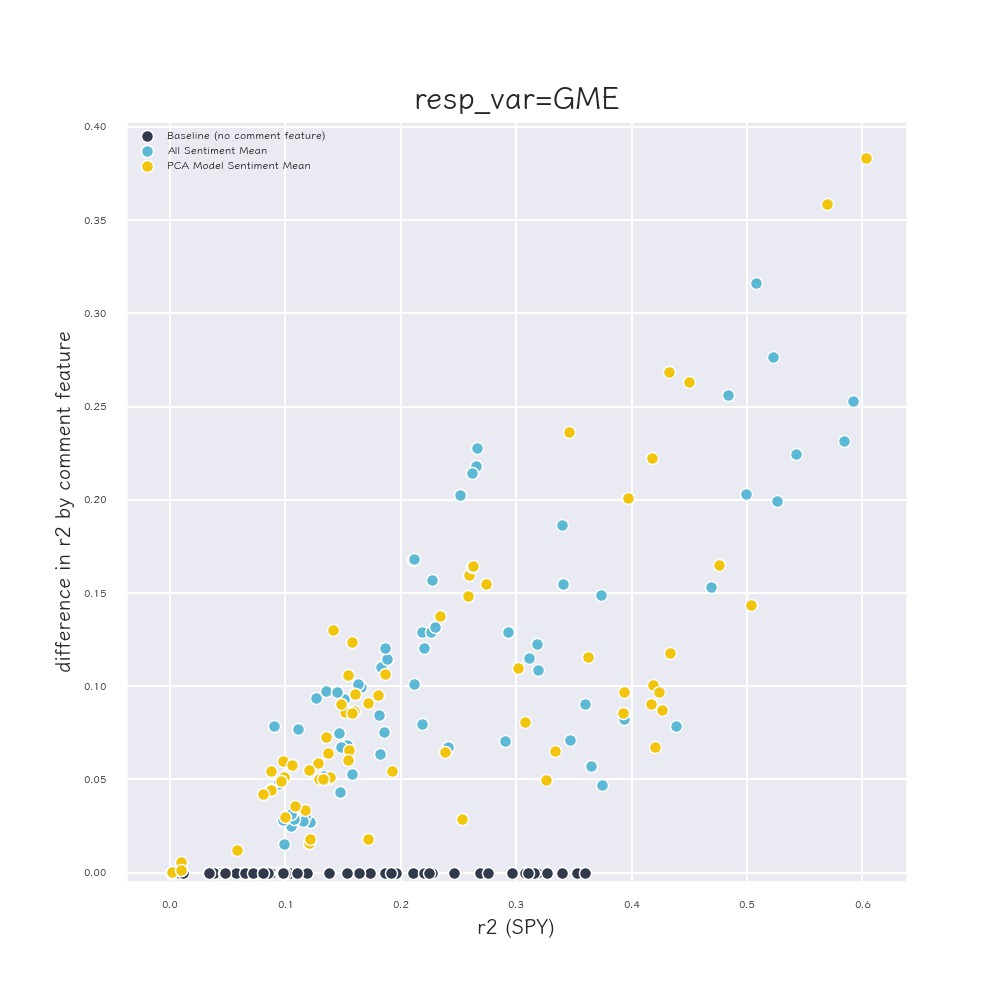 resp_var=GME
Baseline (no comment feature)
All Sentiment Mean
PCA Model Sentiment Mean
0.40
0.35
0.30
0.25
0.20
0.15
0.10
0.05
0.00
difference in r2 by comment feature
0.0 0.1 0.2 0.3 0.4 0.5 0.6
r2 (SPY)